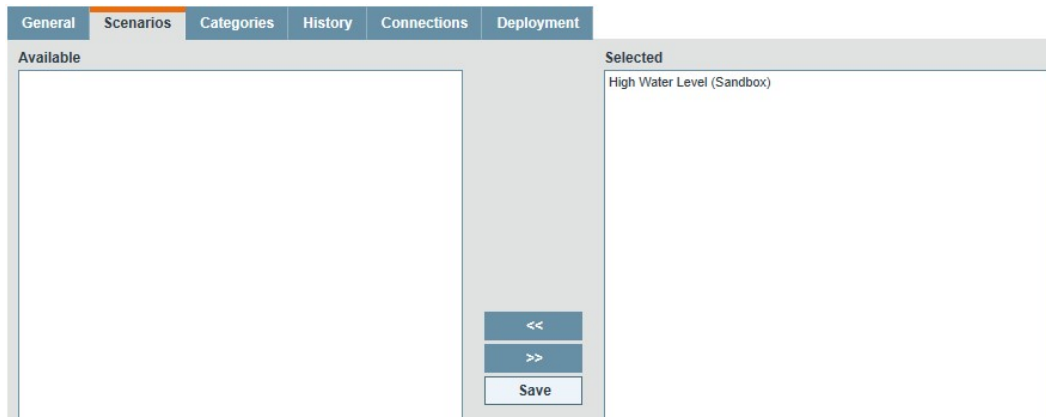 General Scenarios Categories History Connections Deployment
Available Selected
High Water Level (Sandbox)
<<
>>
Save